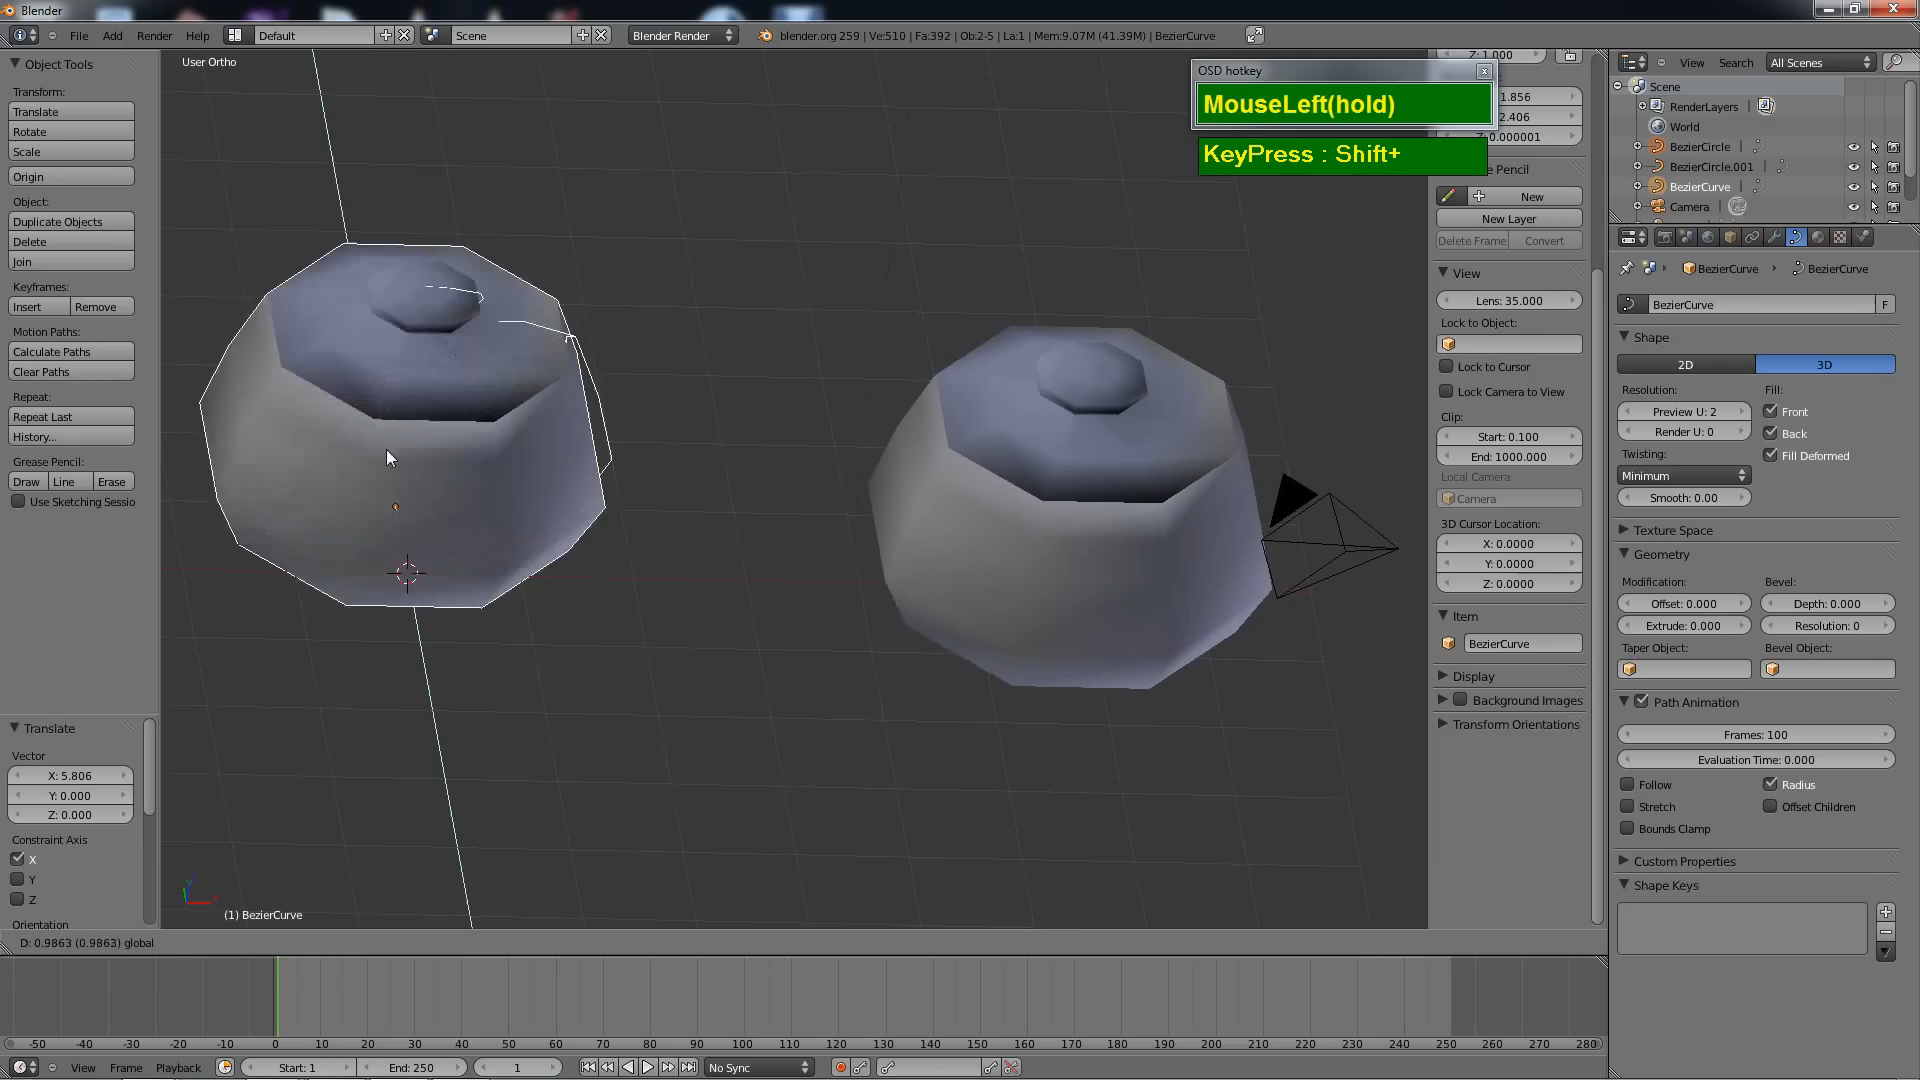 Blender
File Add Render Help Default Scene Blender Render blender.org 259 | Ve:510 | Fa:392 | Ob:2-5 | La:1 | Mem:9.07M (41.39M) | BezierCurve
Object Tools
Transform:
Translate
Rotate
Scale
Origin
Object:
Duplicate Objects
Delete
Join
Keyframes:
Insert Remove
Motion Paths:
Calculate Paths
Clear Paths
Repeat:
Repeat Last
History...
Grease Pencil:
Draw Line Erase
Use Sketching Sessio
Translate
Vector
X: 5.806
Y: 0.000
Z: 0.000
Constraint Axis
X
Y
Z
Orientation
User Ortho
(1) BezierCurve
D: 0.9863 (0.9863) global
OSD hotkey
MouseLeft(hold)
KeyPress : Shift+
Z: 1.000
1.856
2.406
Z: 0.000001
Pencil
New
New Layer
Delete Frame Convert
View
Lens: 35.000
Lock to Object:
Lock to Cursor
Lock Camera to View
Clip:
Start: 0.100
End: 1000.000
Local Camera:
Camera
3D Cursor Location:
X: 0.0000
Y: 0.0000
Z: 0.0000
Item
BezierCurve
Display
Background Images
Transform Orientations
View Search All Scenes
Scene
RenderLayers
World
BezierCircle
BezierCircle.001
BezierCurve
Camera
BezierCurve BezierCurve
BezierCurve F
Shape
2D 3D
Resolution: Fill:
Preview U: 2 Front
Render U: 0 Back
Twisting: Fill Deformed
Minimum
Smooth: 0.00
Texture Space
Geometry
Modification: Bevel:
Offset: 0.000 Depth: 0.000
Extrude: 0.000 Resolution: 0
Taper Object: Bevel Object:
Path Animation
Frames: 100
Evaluation Time: 0.000
Follow Radius
Stretch Offset Children
Bounds Clamp
Custom Properties
Shape Keys
-50 -40 -30 -20 -10 0 10 20 30 40 50 60 70 80 90 100 110 120 130 140 150 160 170 180 190 200 210 220 230 240 250 260 270 280
View Frame Playback Start: 1 End: 250 1 No Sync